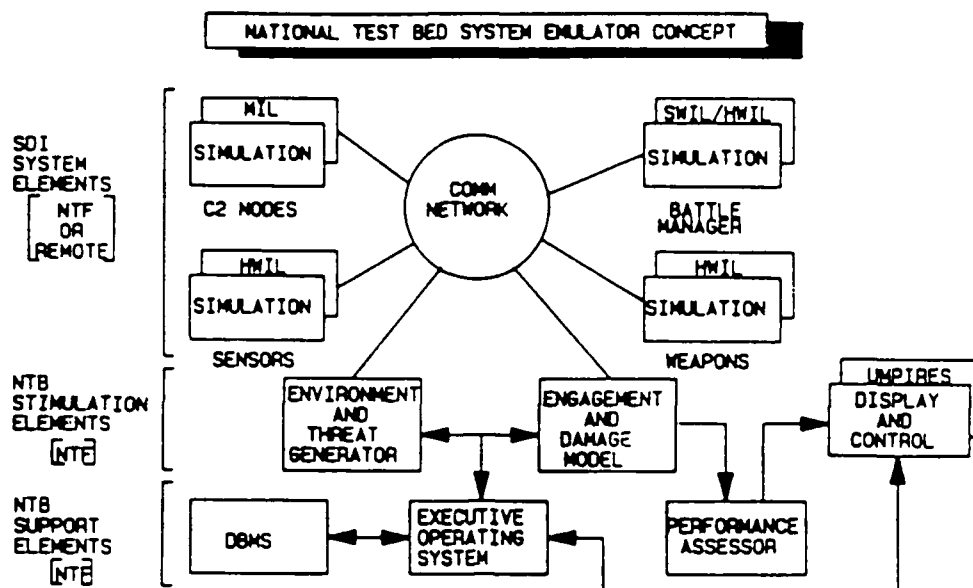 NATIONAL TEST BED SYSTEM EMULATOR CONCEPT
SDI
SYSTEM
ELEMENTS
NTF
OR
REMOTE
MIL
SIMULATION
C2 NODES
COMM
NETWORK
SWIL/HWIL
SIMULATION
BATTLE
MANAGER
HWIL
SIMULATION
SENSORS
HWIL
SIMULATION
WEAPONS
NTB
STIMULATION
ELEMENTS
[NTF]
ENVIRONMENT
AND
THREAT
GENERATOR
ENGAGEMENT
AND
DAMAGE
MODEL
UMPIRES
DISPLAY
AND
CONTROL
NTB
SUPPORT
ELEMENTS
[NTB]
DBMS
EXECUTIVE
OPERATING
SYSTEM
PERFORMANCE
ASSESSOR